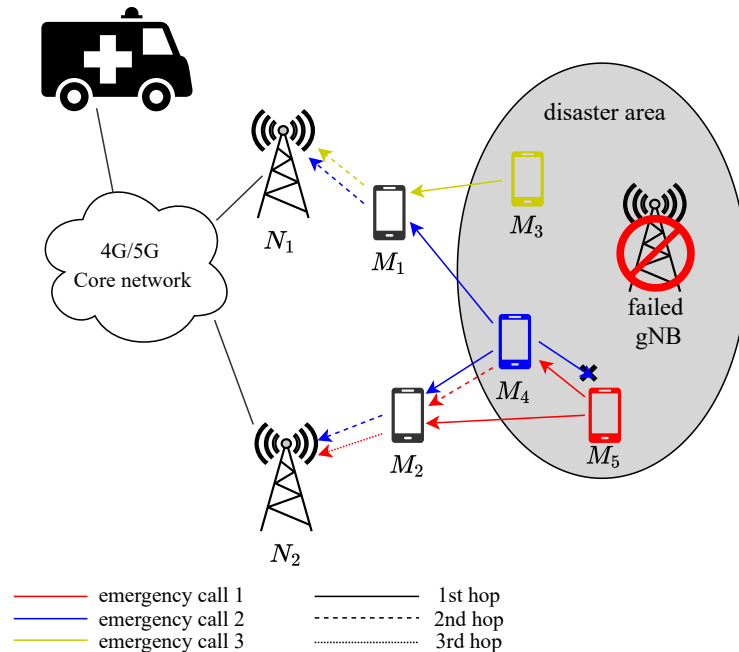 disaster area
N1
M1
M3
4G/5G
Core network
failed
gNB
M4
M2
M5
N2
emergency call 1
1st hop
emergency call 2
2nd hop
emergency call 3
3rd hop